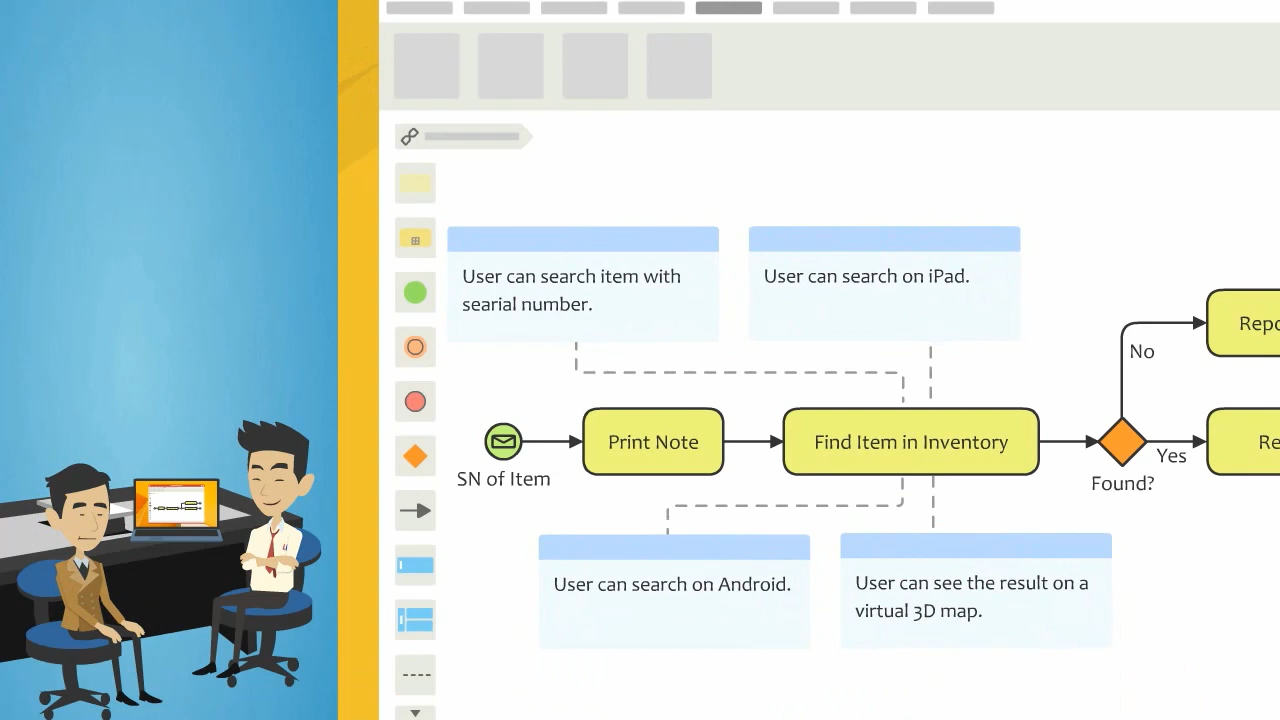 User can search item with
searial number.
User can search on iPad.
No
Repo
SN of Item
Print Note
Find Item in Inventory
Found?
Yes
Re
User can search on Android.
User can see the result on a
virtual 3D map.